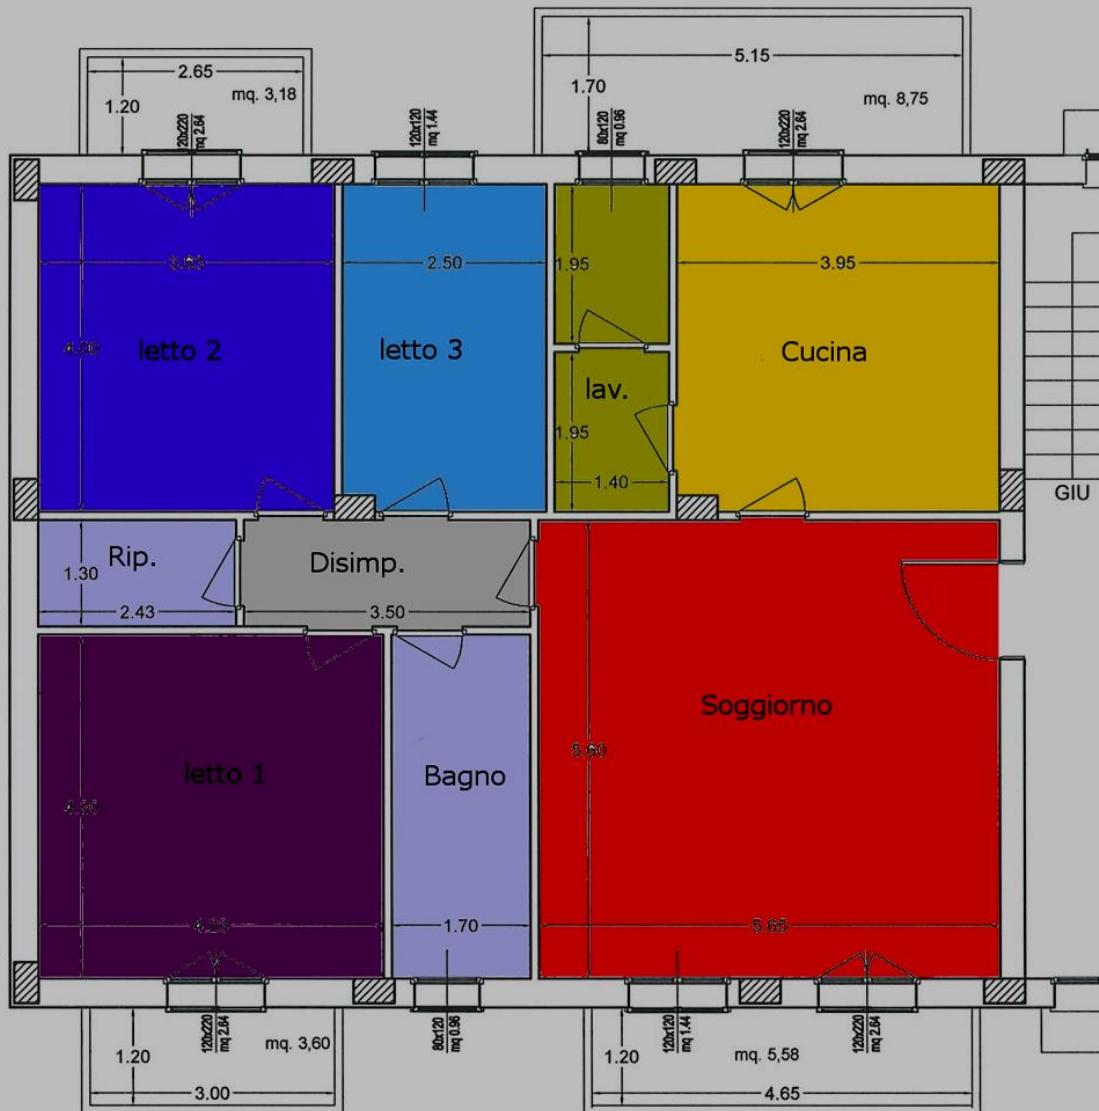 5.15
2.65
1.70
1.20
mq. 3,18
mq. 8,75
20x220
mq 2.64
120x120
mq 1.44
80x120
mq 0.96
120x220
mq 2.64
2.50
1.95
3.95
4.00
letto 2
letto 3
Cucina
lav.
1.95
1.40
GIU
Rip.
Disimp.
1.30
2.43
3.50
Soggiorno
5.60
letto 1
Bagno
1.70
5.65
120x220
mq 2.64
80x120
mq 0.96
120x120
mq 1.44
120x220
mq 2.64
1.20
mq. 3,60
1.20
mq. 5,58
3.00
4.65